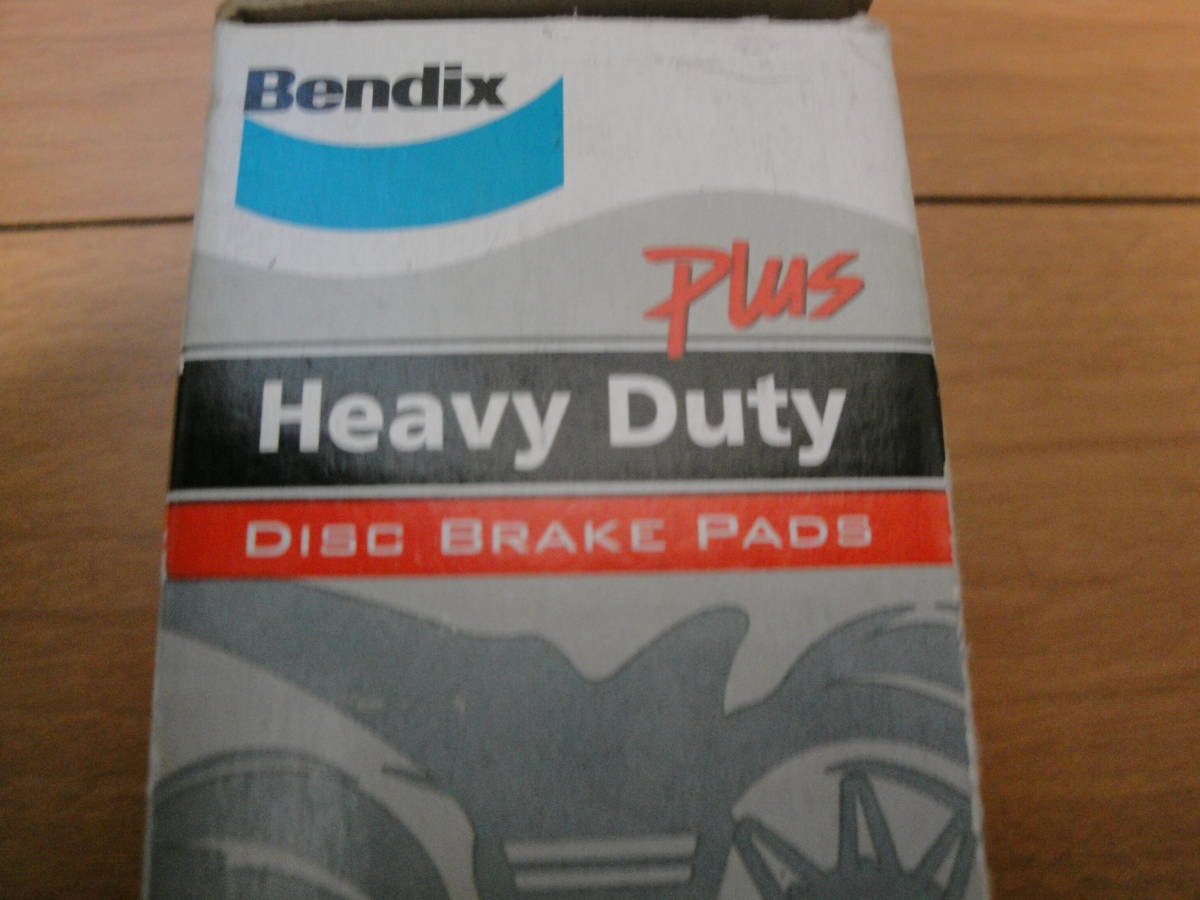 Bendix
Plus
Heavy Duty
DISC BRAKE PADS